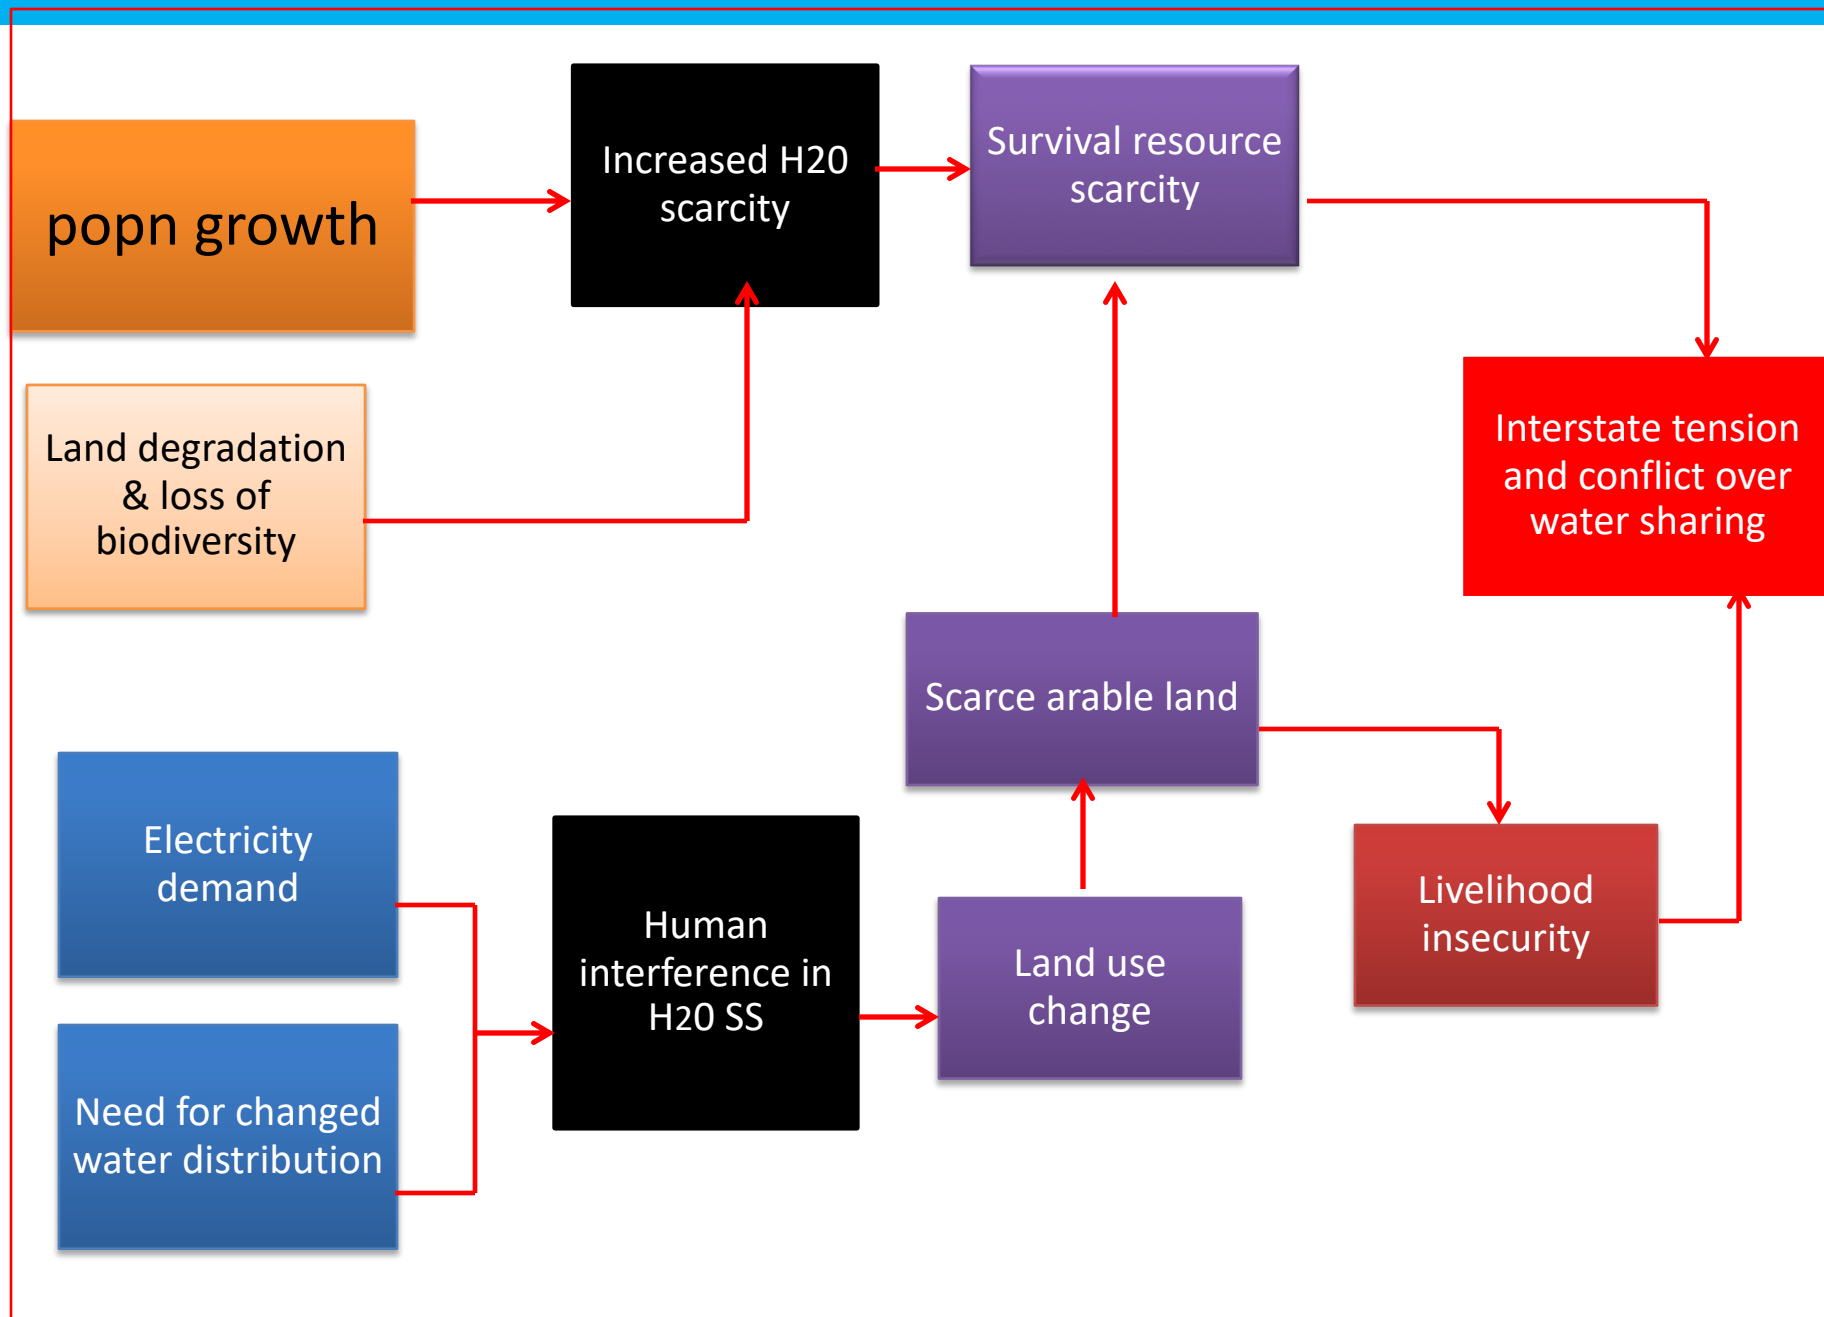 popn growth
Increased H20
scarcity
Survival resource
scarcity
Land degradation
& loss of
biodiversity
Interstate tension
and conflict over
water sharing
Scarce arable land
Electricity
demand
Human
interference in
H20 SS
Land use
change
Livelihood
insecurity
Need for changed
water distribution